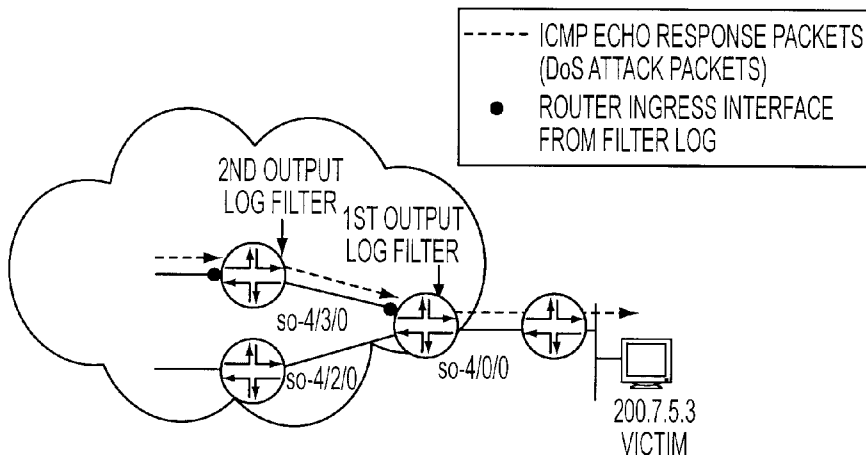 ICMP ECHO RESPONSE PACKETS
(DoS ATTACK PACKETS)
ROUTER INGRESS INTERFACE
FROM FILTER LOG
2ND OUTPUT
LOG FILTER
1ST OUTPUT
LOG FILTER
so-4/3/0
so-4/2/0
so-4/0/0
200.7.5.3
VICTIM